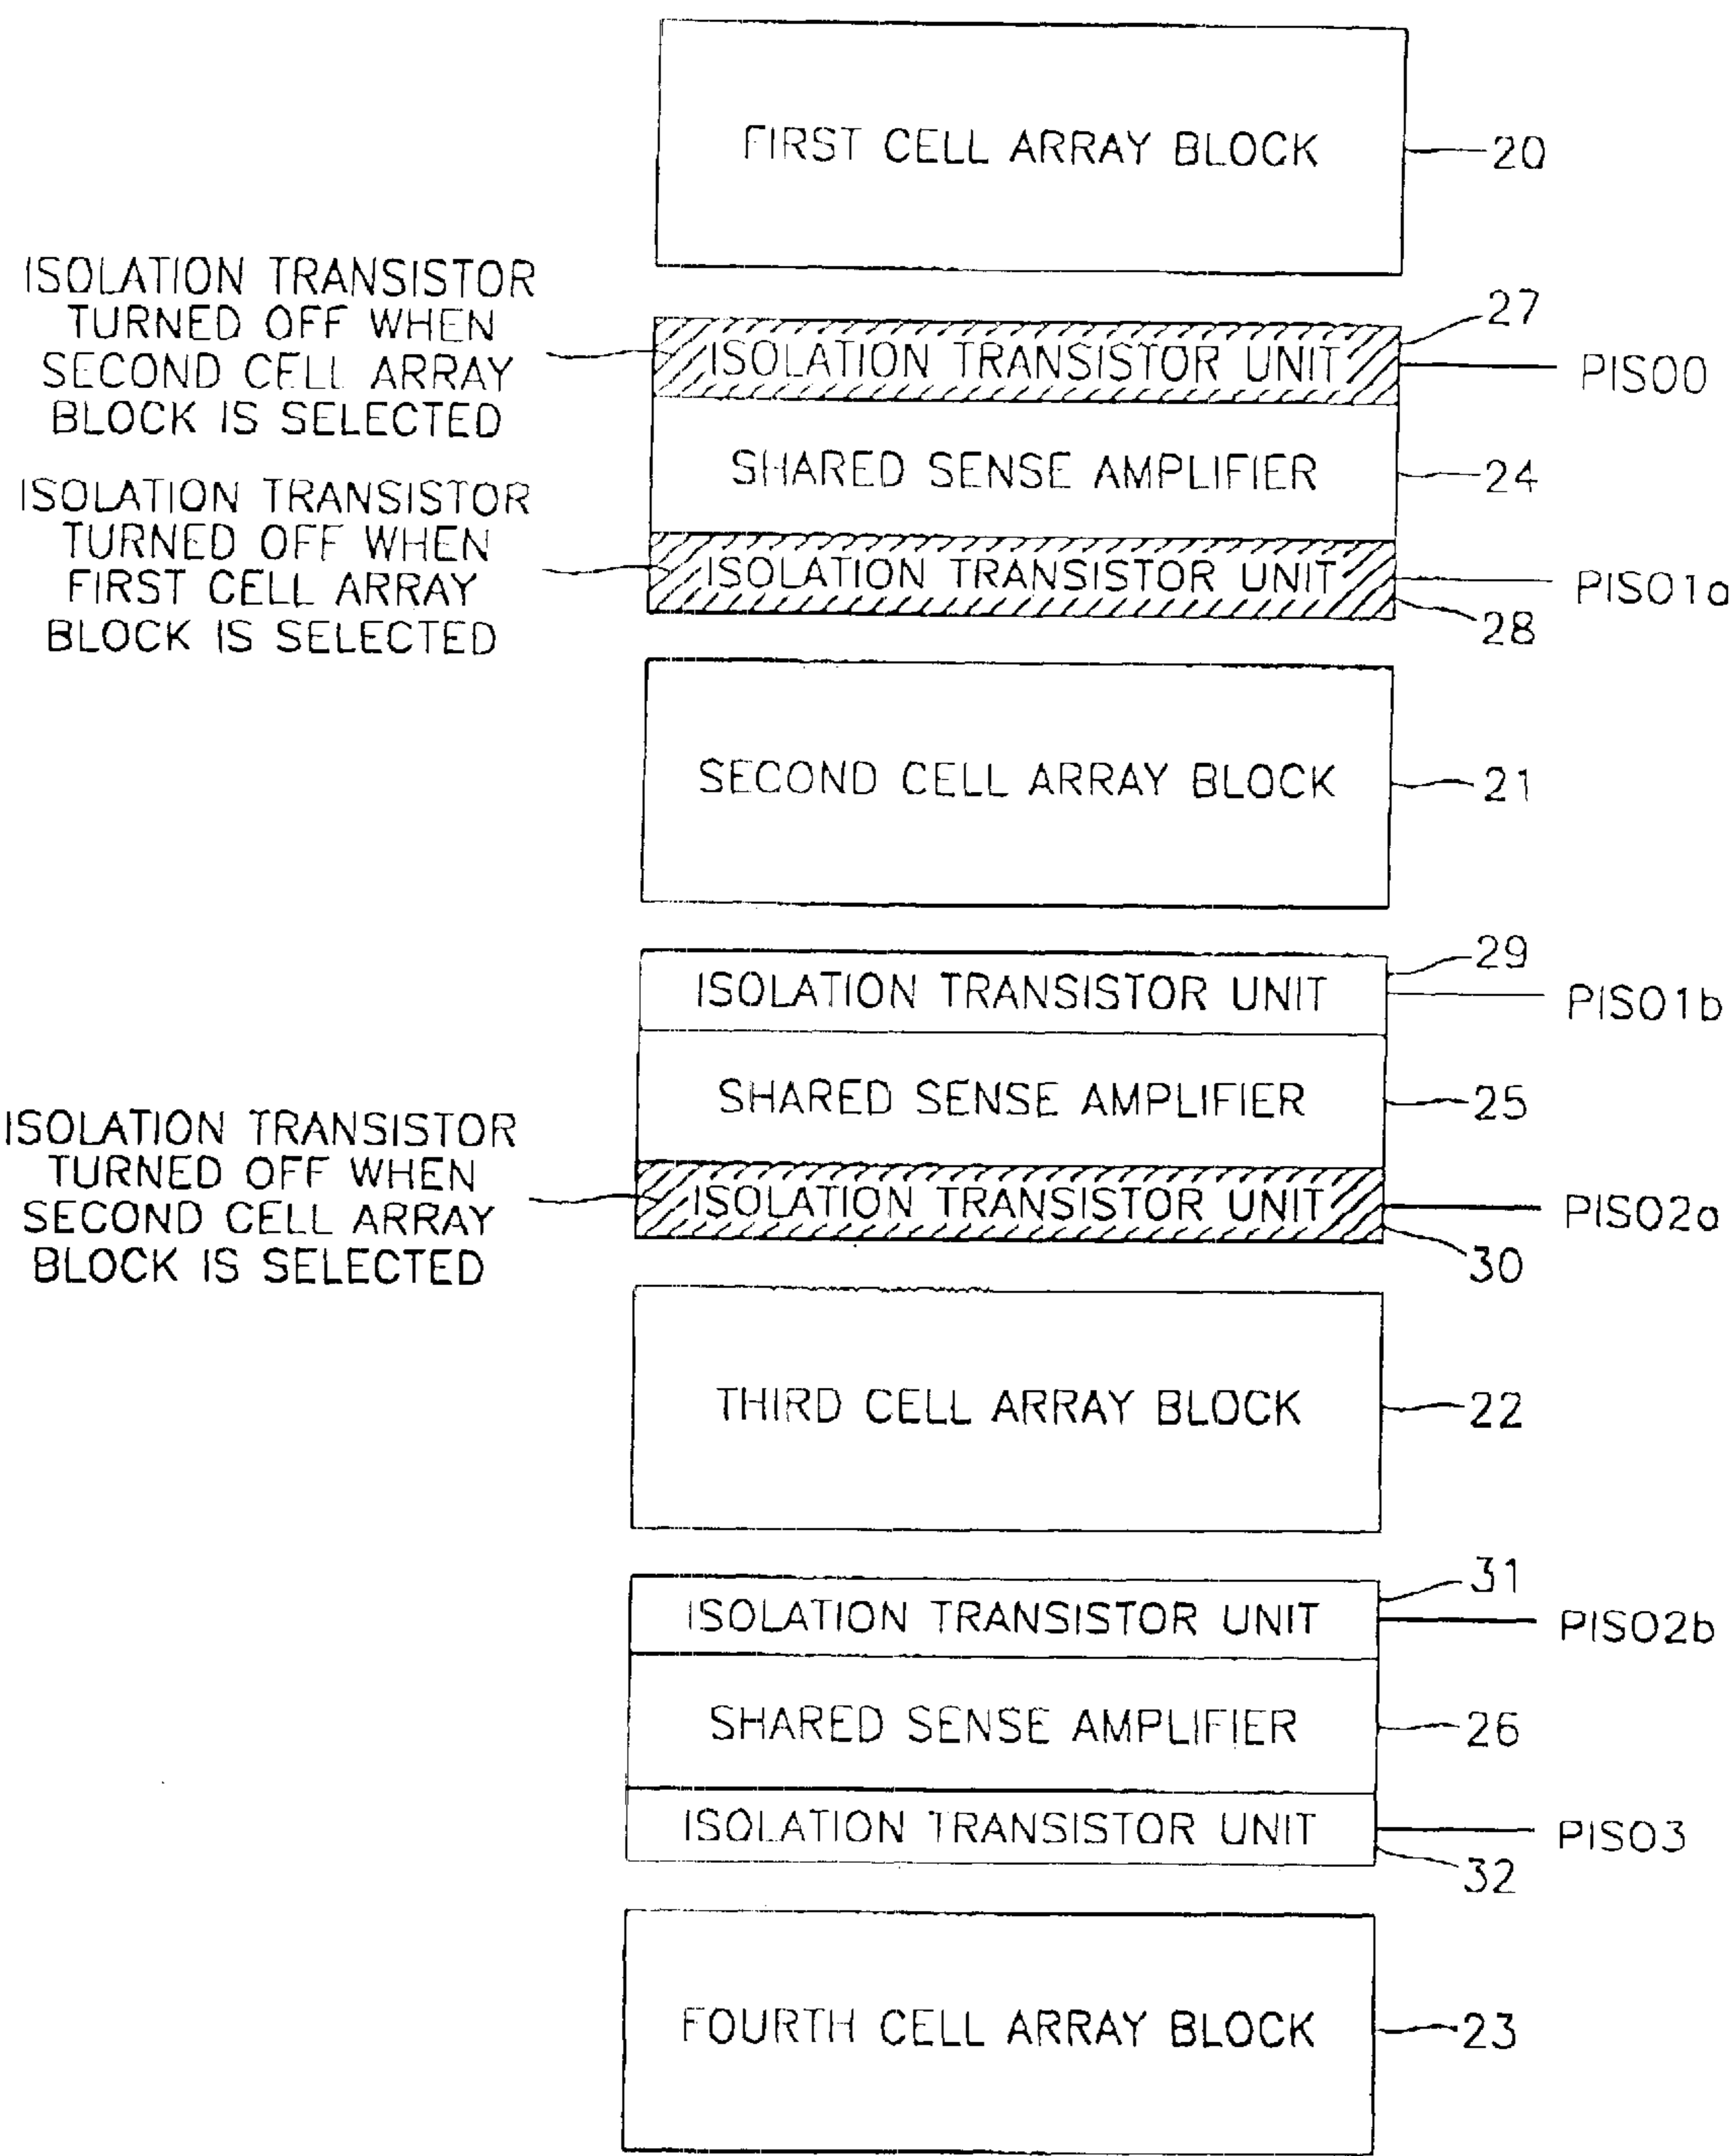 FIRST CELL ARRAY BLOCK
20
ISOLATION TRANSISTOR
TURNED OFF WHEN
SECOND CELL ARRAY
BLOCK IS SELECTED
27
ISOLATION TRANSISTOR UNIT
PISO0
SHARED SENSE AMPLIFIER
24
ISOLATION TRANSISTOR
TURNED OFF WHEN
FIRST CELL ARRAY
BLOCK IS SELECTED
ISOLATION TRANSISTOR UNIT
PISO1a
28
SECOND CELL ARRAY BLOCK
21
29
ISOLATION TRANSISTOR UNIT
PISO1b
SHARED SENSE AMPLIFIER
25
ISOLATION TRANSISTOR
TURNED OFF WHEN
SECOND CELL ARRAY
BLOCK IS SELECTED
ISOLATION TRANSISTOR UNIT
PISO2a
30
THIRD CELL ARRAY BLOCK
22
31
ISOLATION TRANSISTOR UNIT
PISO2b
SHARED SENSE AMPLIFIER
26
ISOLATION TRANSISTOR UNIT
PISO3
32
FOURTH CELL ARRAY BLOCK
23